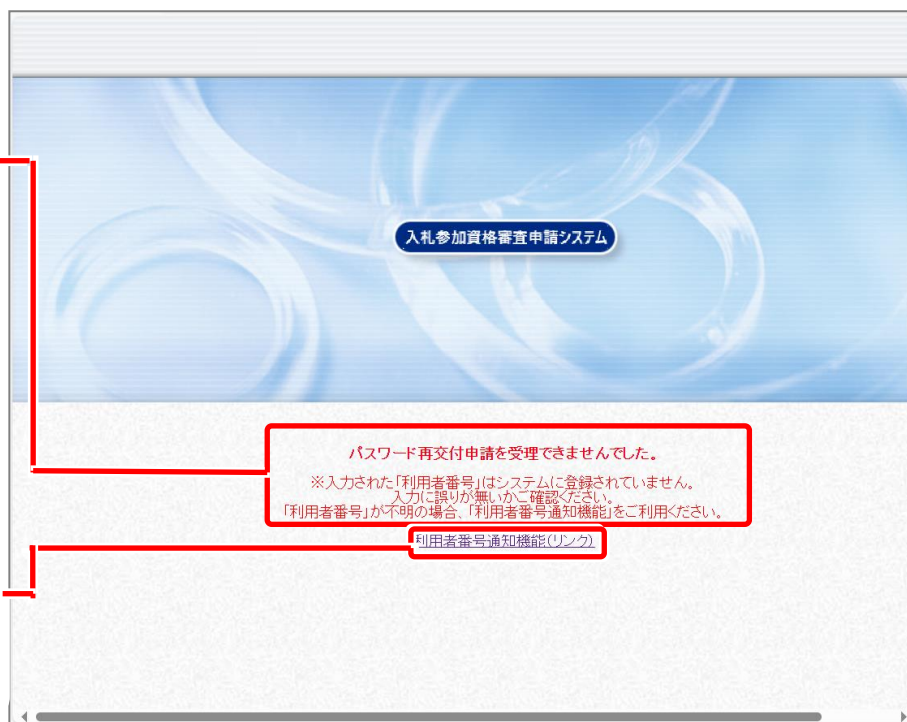 入札参加資格審査申請システム
パスワード再交付申請を受理できませんでした。
※入力された「利用者番号」はシステムに登録されていません。
入力に誤りが無いかご確認ください。
「利用者番号」が不明の場合、「利用者番号通知機能」をご利用ください。
利用者番号通知機能(リンク)